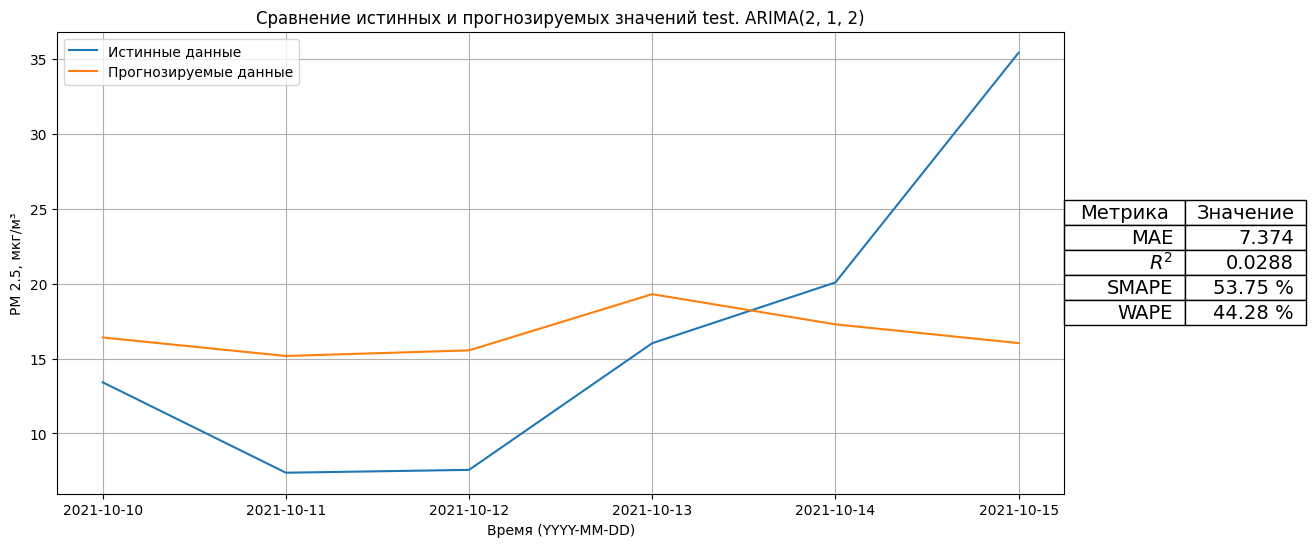 Сравнение истинных и прогнозируемых значений test. ARIMA(2, 1, 2)
Истинные данные
Прогнозируемые данные
35
30
25
20
15
10
PM 2.5, мкг/м³
2021-10-10 2021-10-11 2021-10-12 2021-10-13 2021-10-14 2021-10-15
Время (YYYY-MM-DD)
Метрика Значение
MAE 7.374
R² 0.0288
SMAPE 53.75 %
WAPE 44.28 %